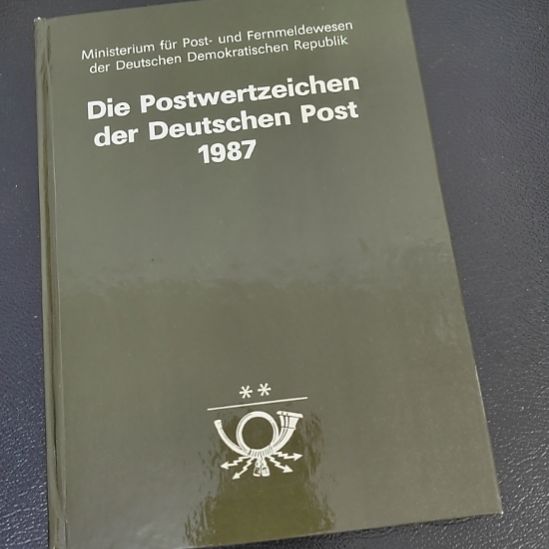 Ministerium für Post- und Fernmeldewesen
der Deutschen Demokratischen Republik
Die Postwertzeichen
der Deutschen Post
1987
**